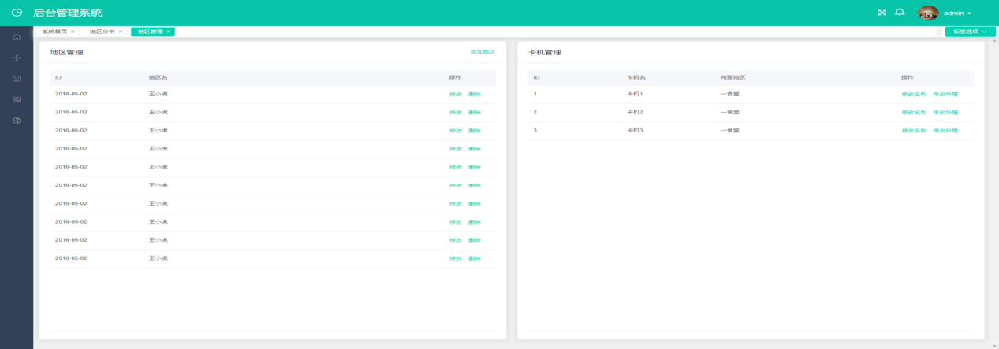 后台管理系统 admin
系统首页 × 地区分析 × 地区管理 × 标签选项
地区管理 添加地区
ID 地区名 操作
2016-05-02 王小虎 修改 删除
2016-05-02 王小虎 修改 删除
2016-05-02 王小虎 修改 删除
2016-05-02 王小虎 修改 删除
2016-05-02 王小虎 修改 删除
2016-05-02 王小虎 修改 删除
2016-05-02 王小虎 修改 删除
2016-05-02 王小虎 修改 删除
2016-05-02 王小虎 修改 删除
2016-05-02 王小虎 修改 删除
卡机管理
ID 卡机名 所属地区 操作
1 卡机1 一食堂 修改名称 修改所属
2 卡机2 一食堂 修改名称 修改所属
3 卡机3 一食堂 修改名称 修改所属